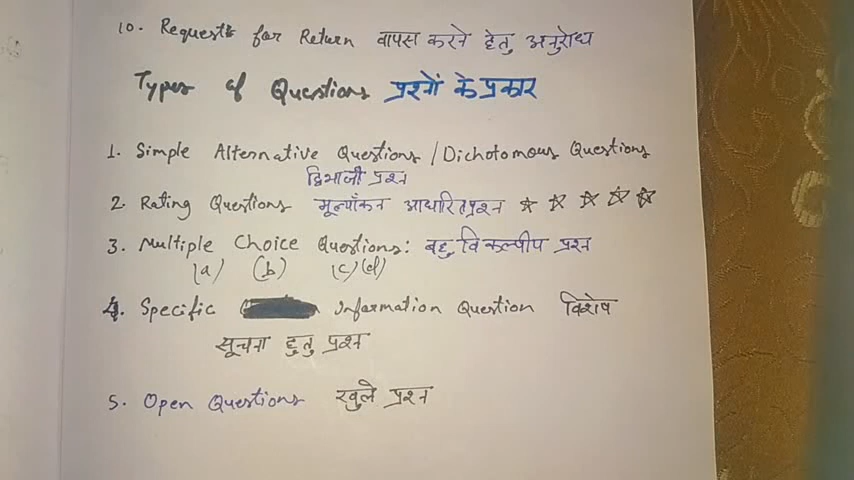 10. Request for Return वापस करने हेतु अनुरोध
Types of Questions प्रश्नों के प्रकार
1. Simple Alternative Questions / Dichotomous Questions
द्विभाजी प्रश्न
2. Rating Questions मूल्याँकन आधारित प्रश्न ☆ ☆ ☆ ☆ ☆
3. Multiple Choice Questions: बहु विकल्पीय प्रश्न
(a) (b) (c) (d)
4. Specific Information Question विशेष
सूचना हुतु प्रश्न
5. Open Questions खुले प्रश्न